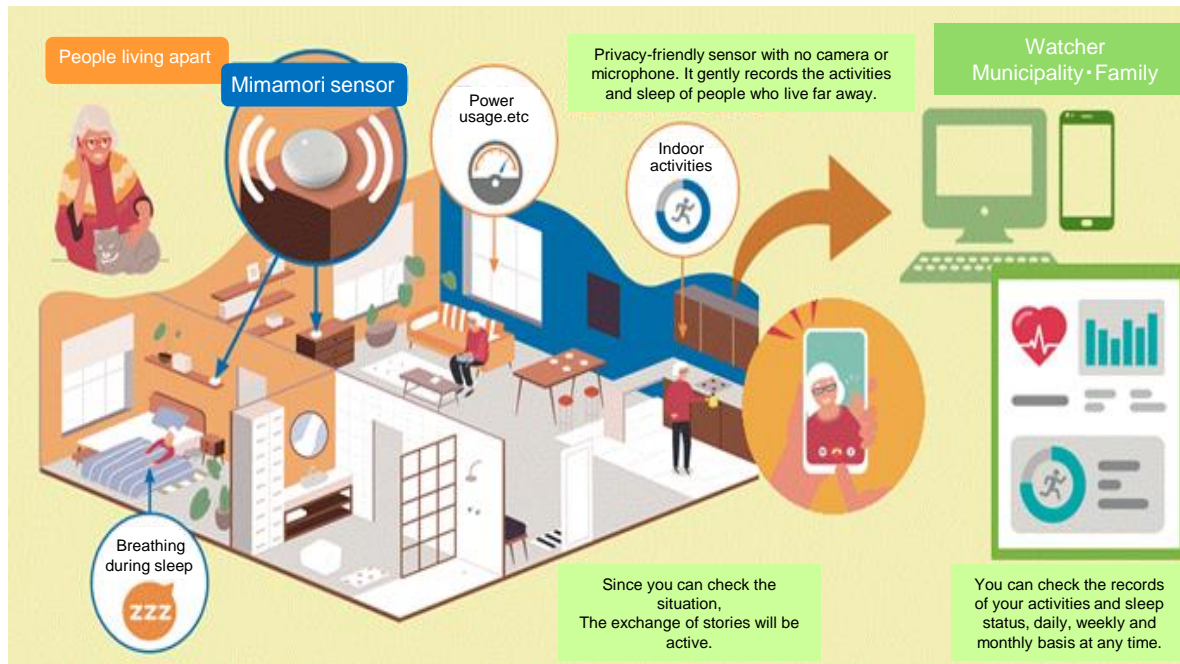 People living apart
Mimamori sensor
Power
usage.etc
Privacy-friendly sensor with no camera or
microphone. It gently records the activities
and sleep of people who live far away.
Indoor
activities
Watcher
Municipality・Family
Breathing
during sleep
zzz
Since you can check the
situation,
The exchange of stories will be
active.
You can check the records
of your activities and sleep
status, daily, weekly and
monthly basis at any time.